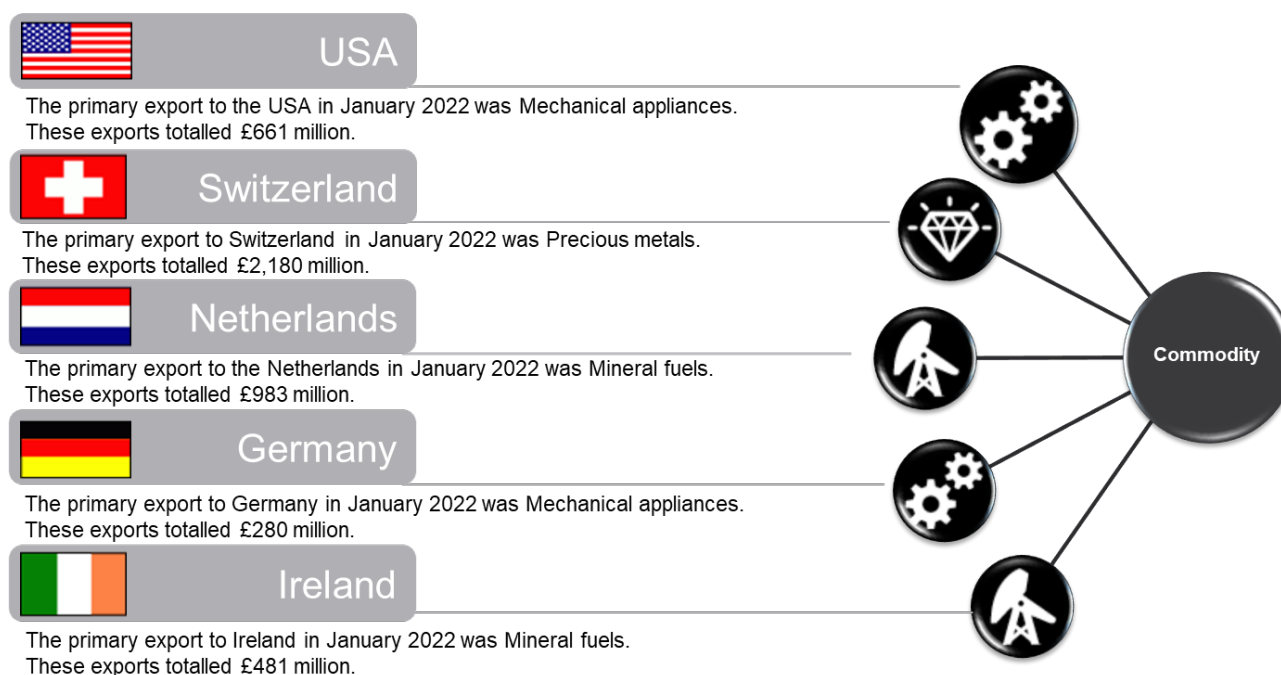 USA
The primary export to the USA in January 2022 was Mechanical appliances.
These exports totalled £661 million.
Switzerland
The primary export to Switzerland in January 2022 was Precious metals.
These exports totalled £2,180 million.
Netherlands
The primary export to the Netherlands in January 2022 was Mineral fuels.
These exports totalled £983 million.
Commodity
Germany
The primary export to Germany in January 2022 was Mechanical appliances.
These exports totalled £280 million.
Ireland
The primary export to Ireland in January 2022 was Mineral fuels.
These exports totalled £481 million.